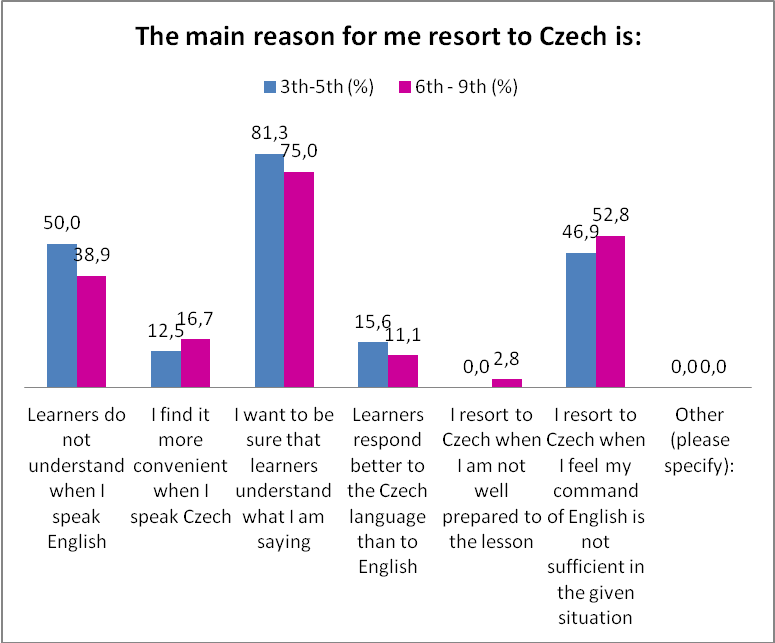 The main reason for me resort to Czech is:
3th-5th (%)
6th - 9th (%)
50,0
38,9
12,5
16,7
81,3
75,0
15,6
11,1
0,0
2,8
46,9
52,8
0,0
0,0
Learners do
not
understand
when I
speak
English
I find it
more
convenient
when I
speak Czech
I want to be
sure that
learners
understand
what I am
saying
Learners
respond
better to
the Czech
language
than to
English
I resort to
Czech when
I am not
well
prepared to
the lesson
I resort to
Czech when
I feel my
command
of English is
not
sufficient in
the given
situation
Other
(please
specify):